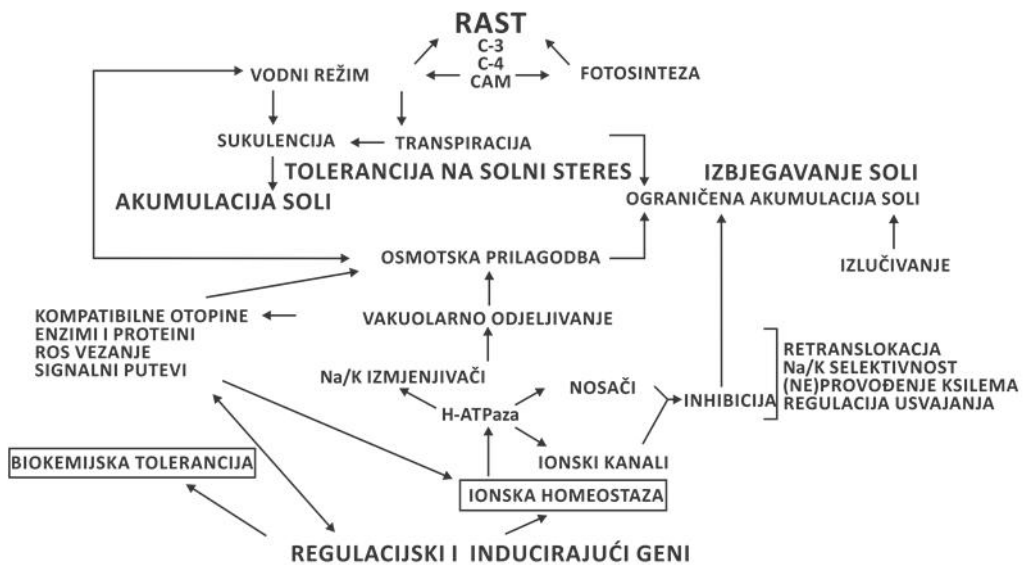 RAST
C-3
C-4
CAM
VODNI REŽIM
FOTOSINTEZA
SUKULENCIJA
TRANSPIRACIJA
TOLERANCIJA NA SOLNI STERES
IZBJEGAVANJE SOLI
AKUMULACIJA SOLI
OGRANIČENA AKUMULACIJA SOLI
OSMOTSKA PRILAGODBA
IZLUČIVANJE
KOMPATIBILNE OTOPINE
ENZIMI I PROTEINI
ROS VEZANJE
SIGNALNI PUTEVI
VAKUOLARNO ODJELJIVANJE
Na/K IZMJENJIVAČI
NOSAČI
INHIBICIJA
RETRANSLOKACJA
Na/K SELEKTIVNOST
(NE)PROVOĐENJE KSILEMA
REGULACIJA USVAJANJA
H-ATPaza
IONSKI KANALI
BIOKEMIJSKA TOLERANCIJA
IONSKA HOMEOSTAZA
REGULACIJSKI I INDUCIRAJUĆI GENI